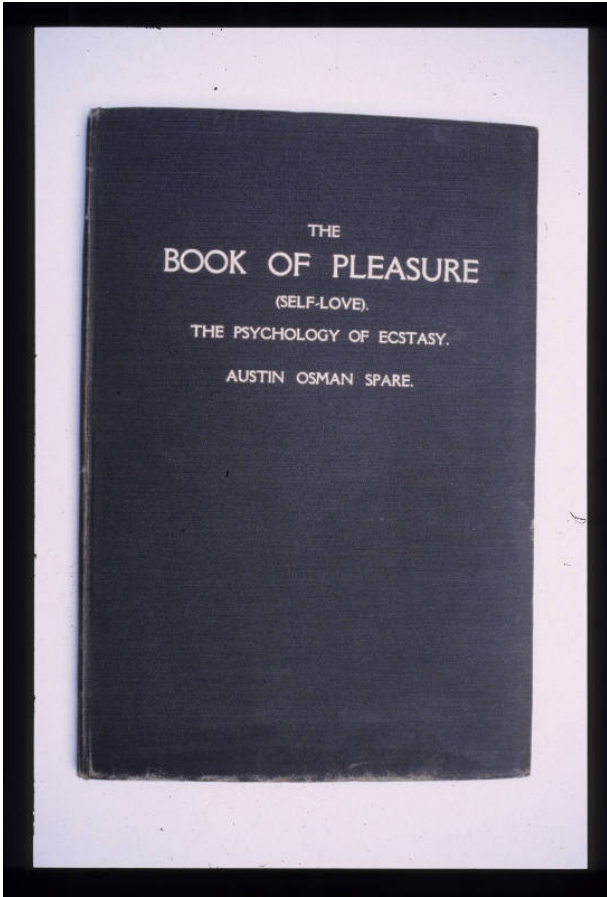 THE
BOOK OF PLEASURE
(SELF-LOVE).
THE PSYCHOLOGY OF ECSTASY.
AUSTIN OSMAN SPARE.